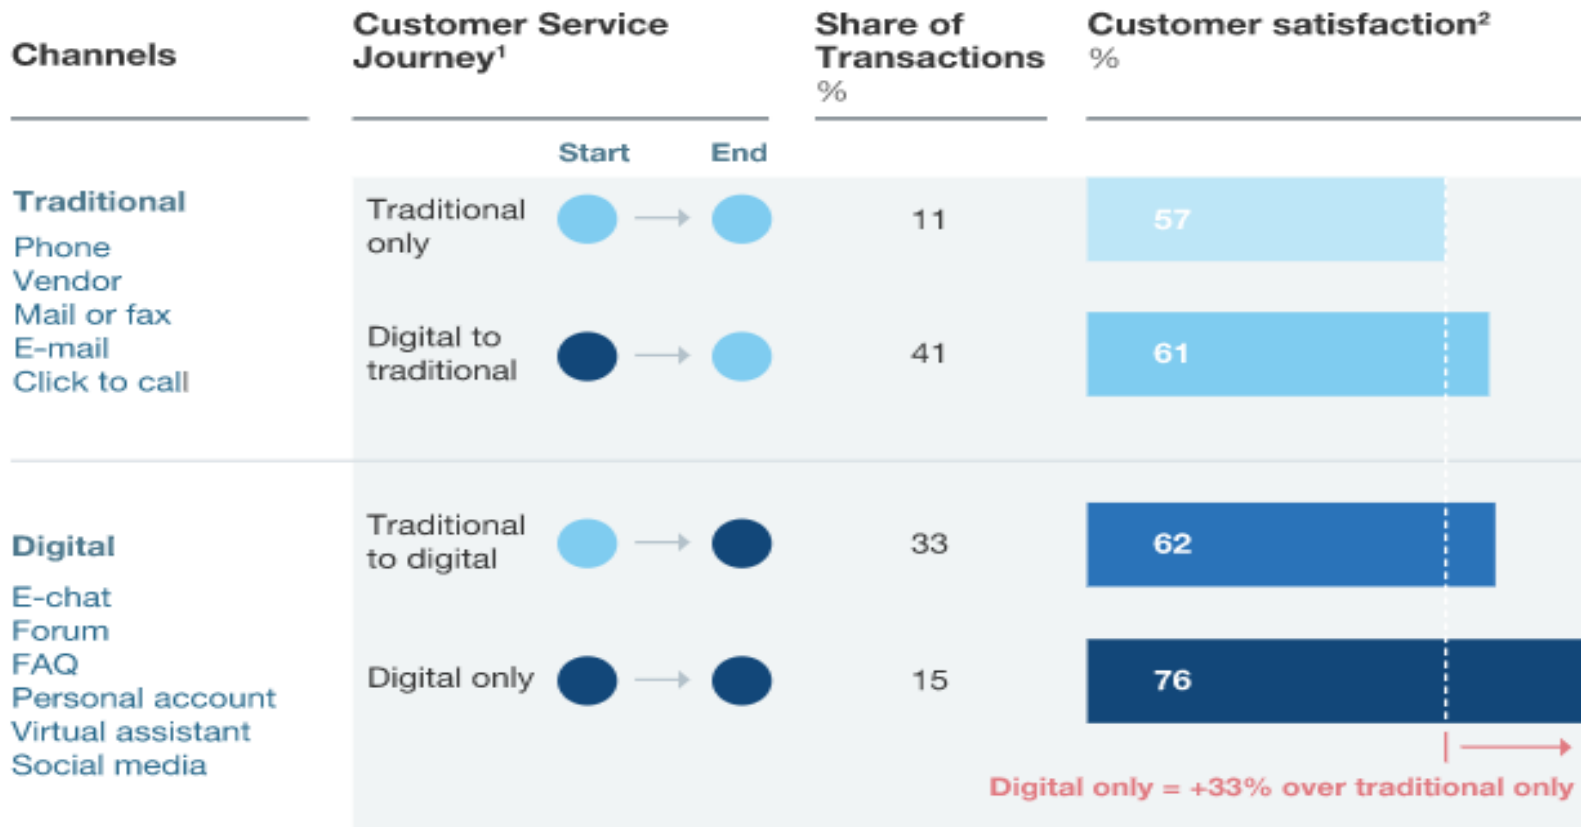 Channels
Customer Service
Journey¹
Share of
Transactions
%
Customer satisfaction²
%
Start
End
Traditional
Phone
Vendor
Mail or fax
E-mail
Click to call
Traditional
only
11
57
Digital to
traditional
41
61
Digital
E-chat
Forum
FAQ
Personal account
Virtual assistant
Social media
Traditional
to digital
33
62
Digital only
15
76
Digital only = +33% over traditional only